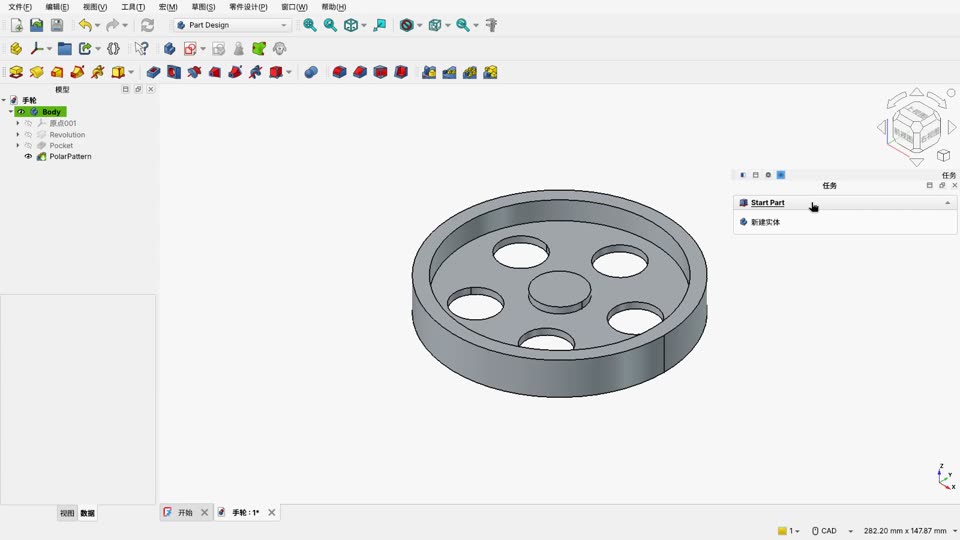 文件(F) 编辑(E) 视图(V) 工具(T) 宏(M) 草图(S) 零件设计(P) 窗口(W) 帮助(H)
Part Design
模型
手轮
Body
原点001
Revolution
Pocket
PolarPattern
任务
任务
Start Part
新建实体
Z
Y
X
视图 数据
开始 手轮 : 1*
1 CAD 282.20 mm x 147.87 mm